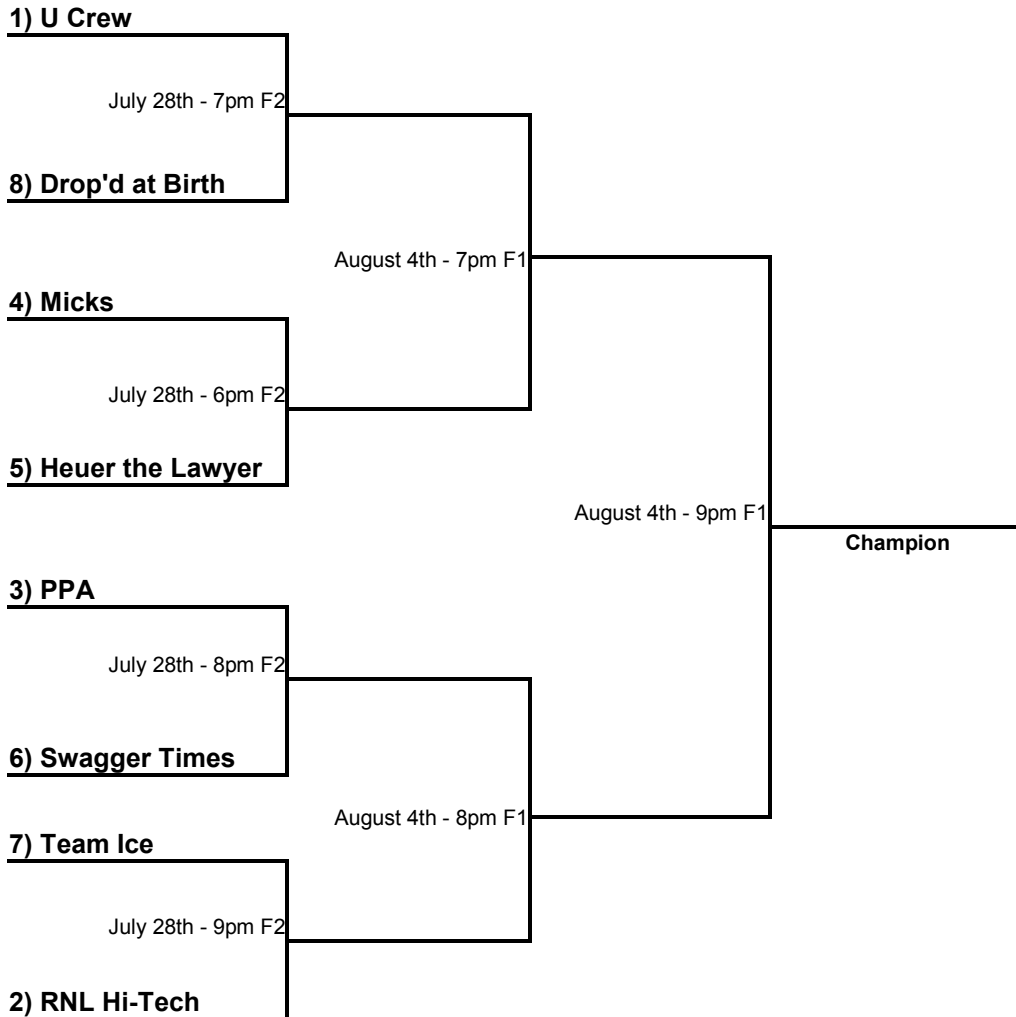 1) U Crew
July 28th - 7pm F2
8) Drop'd at Birth
August 4th - 7pm F1
4) Micks
July 28th - 6pm F2
5) Heuer the Lawyer
August 4th - 9pm F1
Champion
3) PPA
July 28th - 8pm F2
6) Swagger Times
August 4th - 8pm F1
7) Team Ice
July 28th - 9pm F2
2) RNL Hi-Tech